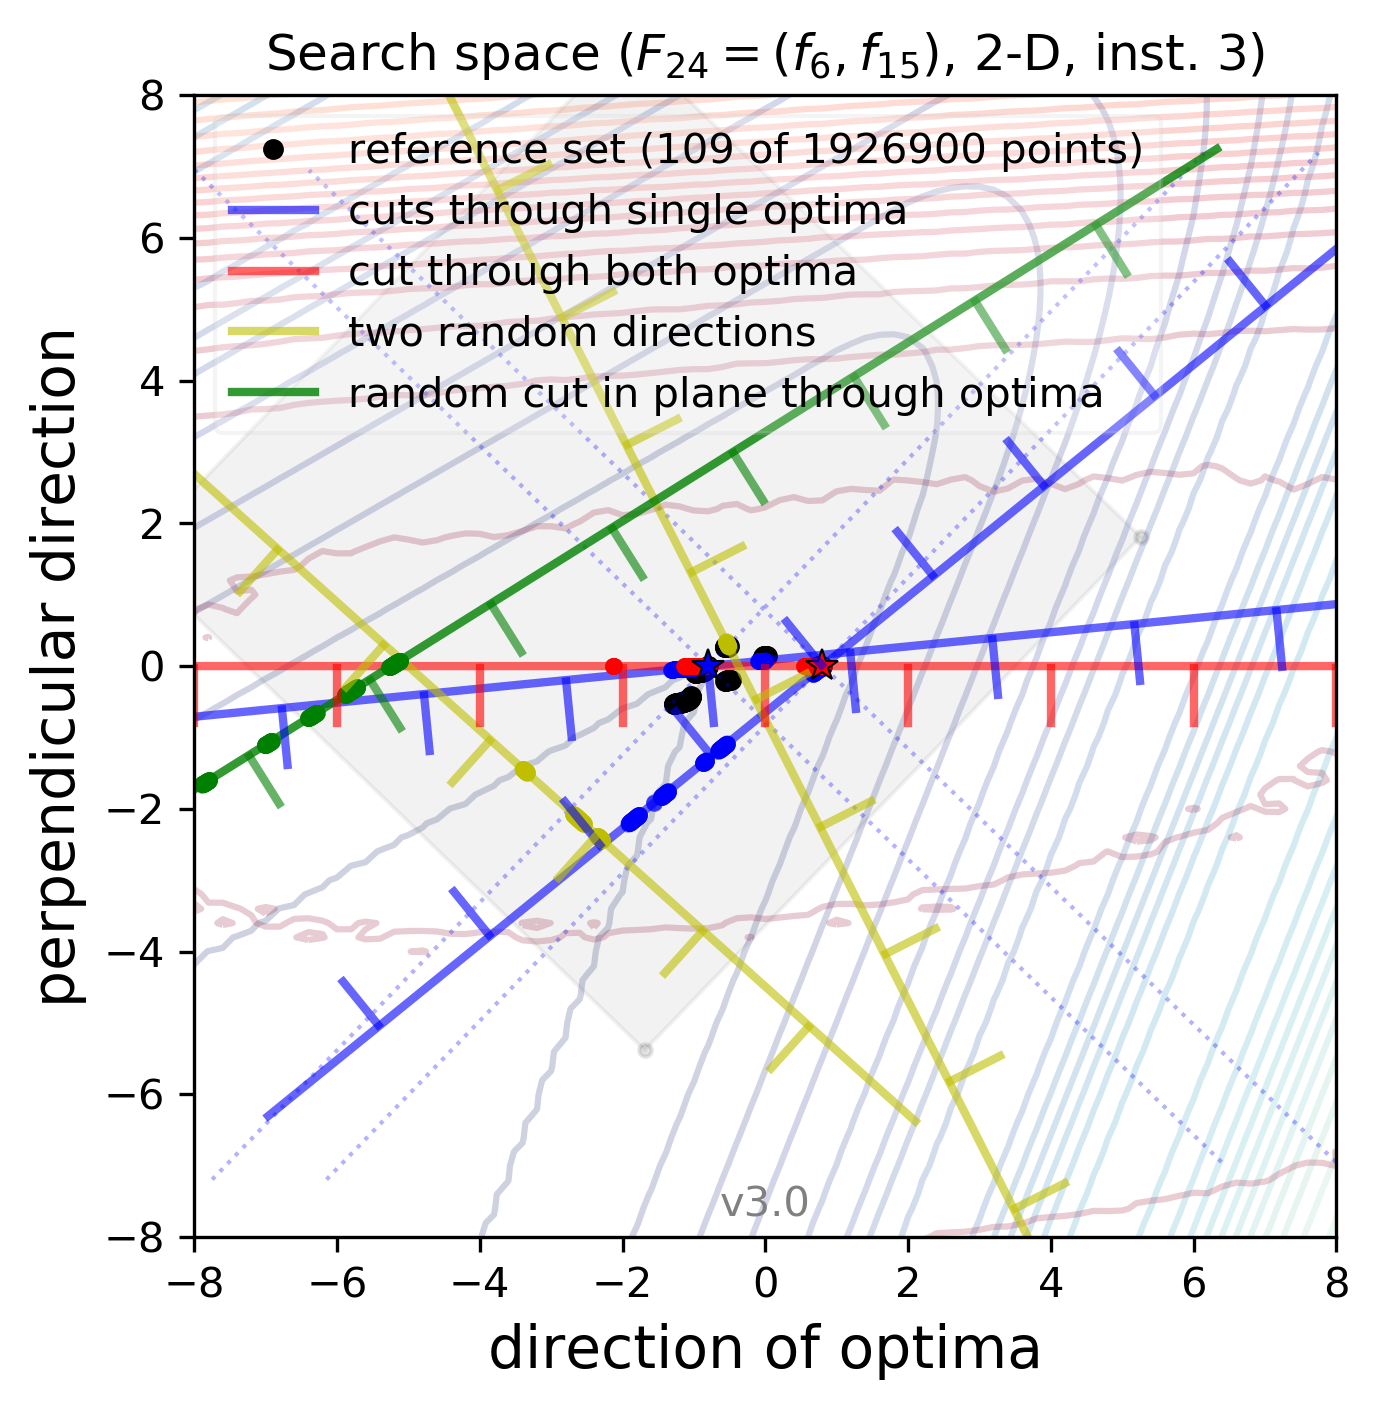 Search space (F24 = (f6, f15), 2-D, inst. 3)
reference set (109 of 1926900 points)
cuts through single optima
cut through both optima
two random directions
random cut in plane through optima
perpendicular direction
8
6
4
2
0
−2
−4
−6
−8
v3.0
−8 −6 −4 −2 0 2 4 6 8
direction of optima